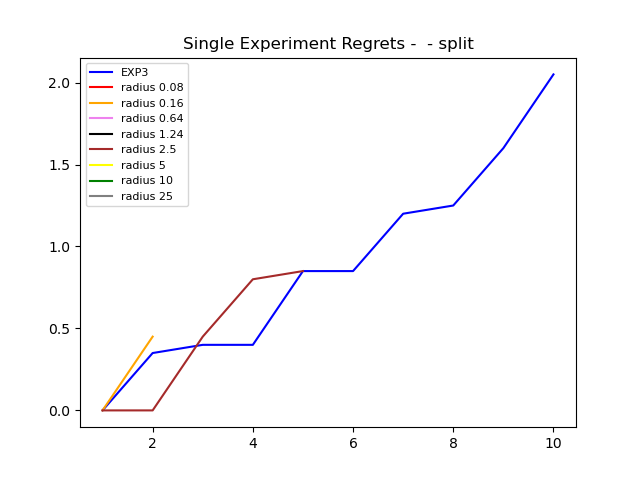 Single Experiment Regrets -  - split
EXP3
radius 0.08
radius 0.16
radius 0.64
radius 1.24
radius 2.5
radius 5
radius 10
radius 25
2.0
1.5
1.0
0.5
0.0
2 4 6 8 10